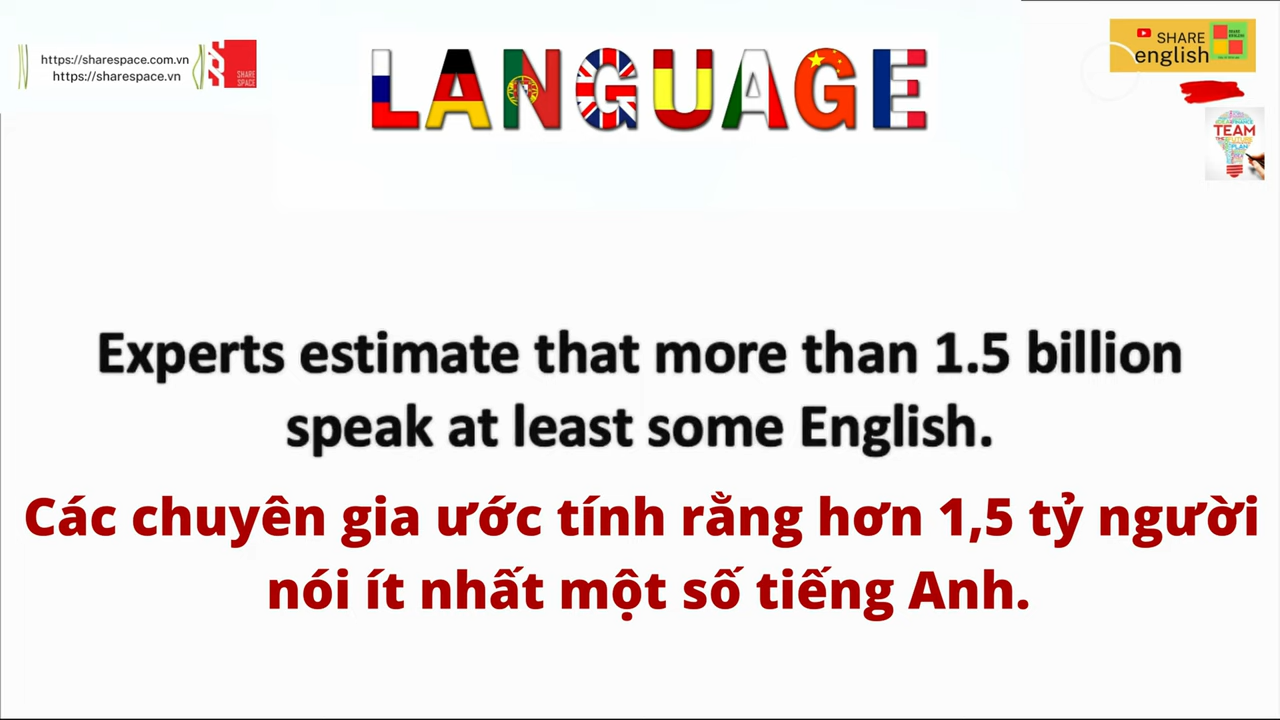 https://sharespace.com.vn
https://sharespace.vn
SHARE
SPACE
LANGUAGE
SHARE
english
TEAM
PLAN
Experts estimate that more than 1.5 billion
speak at least some English.
Các chuyên gia ước tính rằng hơn 1,5 tỷ người
nói ít nhất một số tiếng Anh.